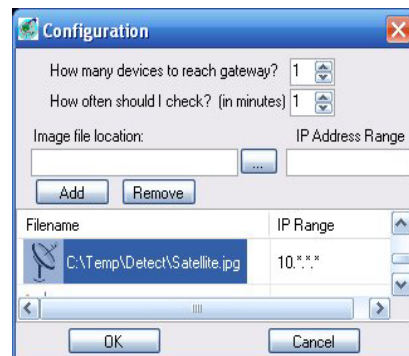 Configuration
How many devices to reach gateway? 1
How often should I check? (in minutes) 1
Image file location: IP Address Range
...
Add Remove
Filename IP Range
C:\Temp\Detect\Satellite.jpg 10.*.*.*
OK Cancel